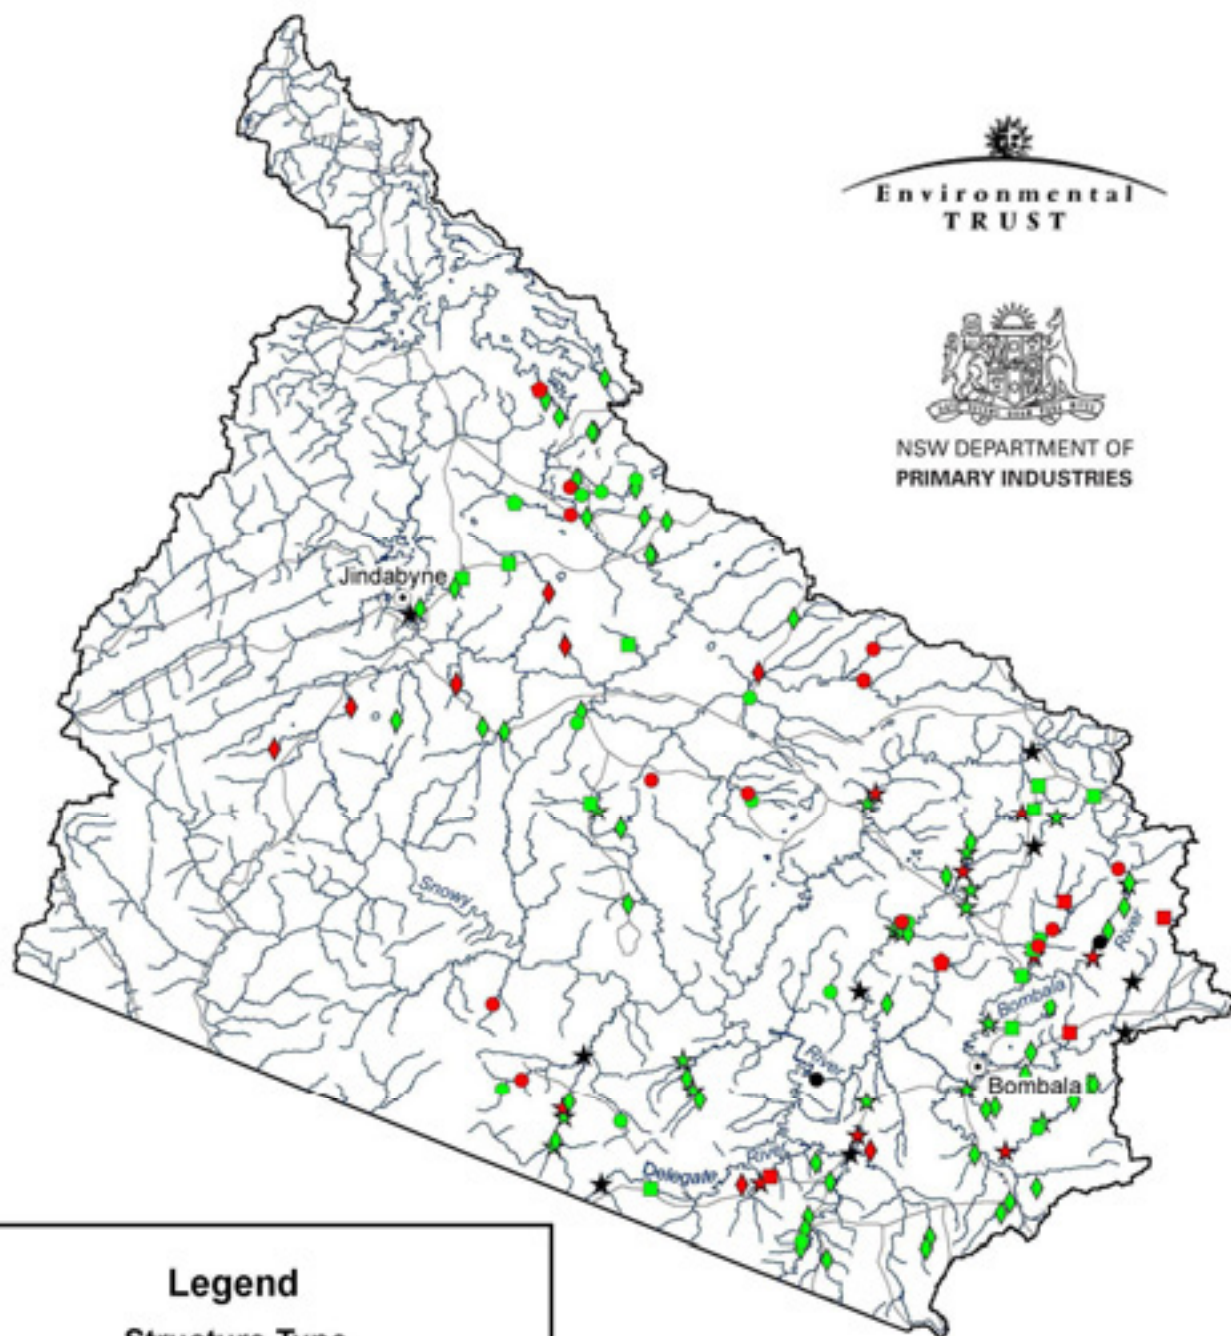 Environmental
TRUST
NSW DEPARTMENT OF
PRIMARY INDUSTRIES
Jindabyne
Snowy
River
Bombala
River
Bombala
River
Delegate
Legend
Structure Type